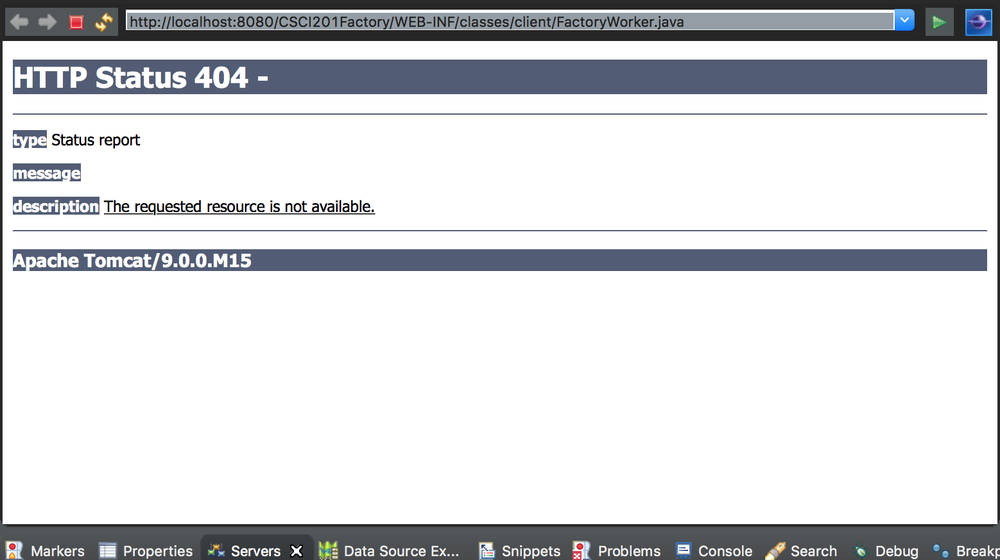 http://localhost:8080/CSCI201Factory/WEB-INF/classes/client/FactoryWorker.java
HTTP Status 404 -
type Status report
message
description The requested resource is not available.
Apache Tomcat/9.0.0.M15
Markers Properties Servers Data Source Ex... Snippets Problems Console Search Debug Breakp